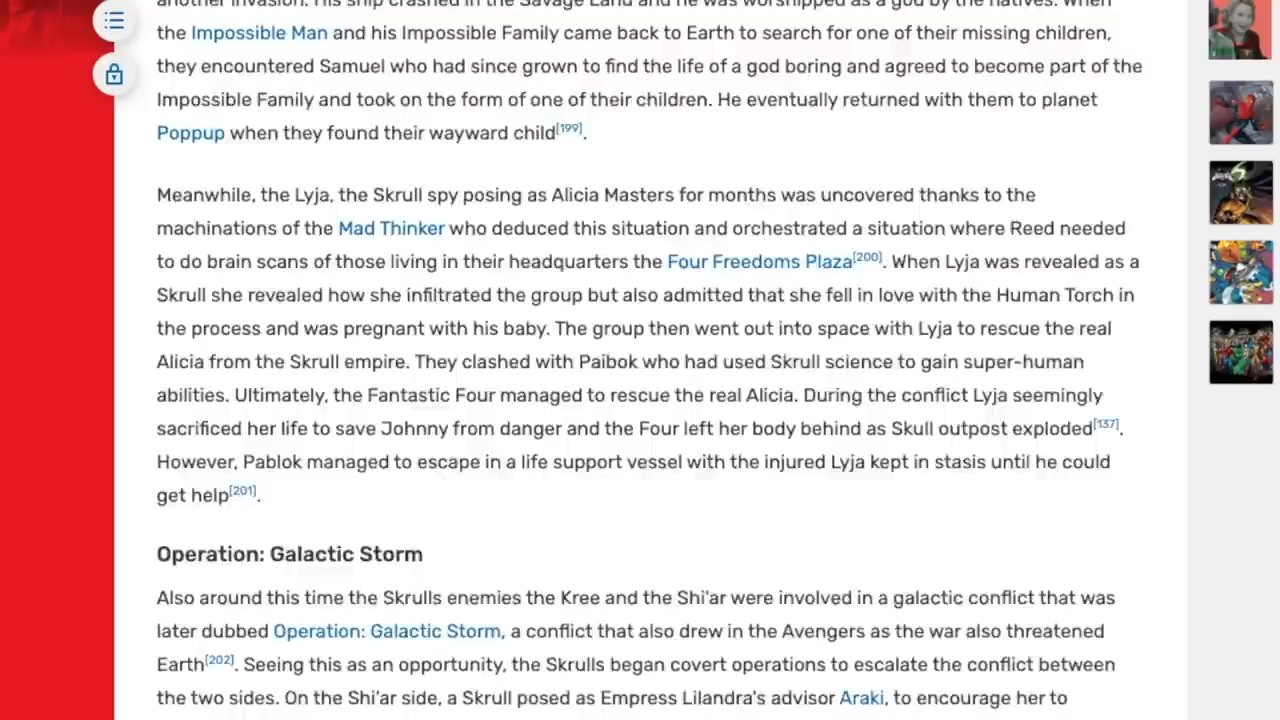 another invasion. His ship crashed in the Savage Land and he was worshipped as a god by the natives. When
the Impossible Man and his Impossible Family came back to Earth to search for one of their missing children,
they encountered Samuel who had since grown to find the life of a god boring and agreed to become part of the
Impossible Family and took on the form of one of their children. He eventually returned with them to planet
Poppup when they found their wayward child[199].
Meanwhile, the Lyja, the Skrull spy posing as Alicia Masters for months was uncovered thanks to the
machinations of the Mad Thinker who deduced this situation and orchestrated a situation where Reed needed
to do brain scans of those living in their headquarters the Four Freedoms Plaza[200]. When Lyja was revealed as a
Skrull she revealed how she infiltrated the group but also admitted that she fell in love with the Human Torch in
the process and was pregnant with his baby. The group then went out into space with Lyja to rescue the real
Alicia from the Skrull empire. They clashed with Paibok who had used Skrull science to gain super-human
abilities. Ultimately, the Fantastic Four managed to rescue the real Alicia. During the conflict Lyja seemingly
sacrificed her life to save Johnny from danger and the Four left her body behind as Skull outpost exploded[137].
However, Pablok managed to escape in a life support vessel with the injured Lyja kept in stasis until he could
get help[201].
Operation: Galactic Storm
Also around this time the Skrulls enemies the Kree and the Shi'ar were involved in a galactic conflict that was
later dubbed Operation: Galactic Storm, a conflict that also drew in the Avengers as the war also threatened
Earth[202]. Seeing this as an opportunity, the Skrulls began covert operations to escalate the conflict between
the two sides. On the Shi'ar side, a Skrull posed as Empress Lilandra's advisor Araki, to encourage her to